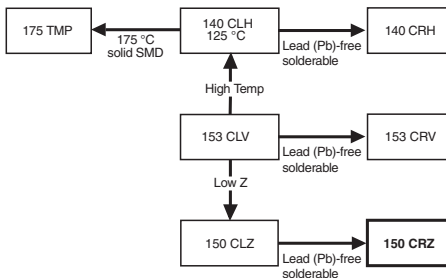 175 TMP
175 °C
solid SMD
140 CLH
125 °C
Lead (Pb)-free
solderable
140 CRH
High Temp
153 CLV
Lead (Pb)-free
solderable
153 CRV
Low Z
150 CLZ
Lead (Pb)-free
solderable
150 CRZ